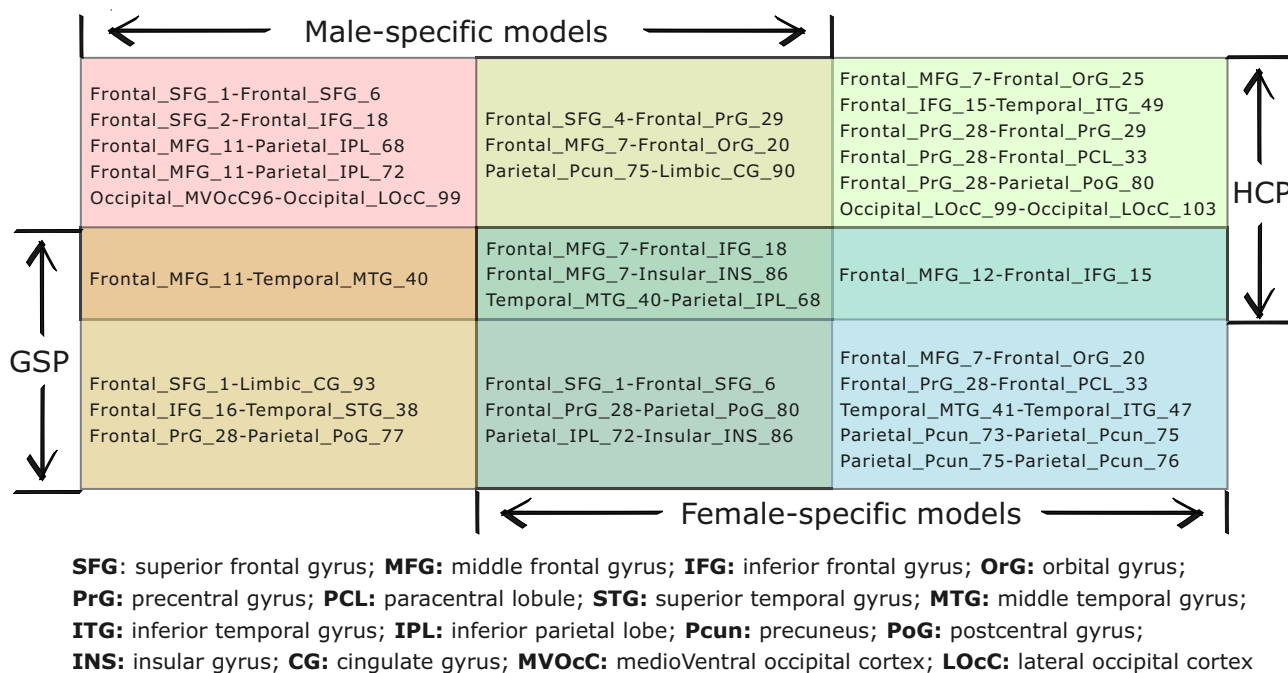 Male-specific models
Frontal_SFG_1-Frontal_SFG_6
Frontal_SFG_2-Frontal_IFG_18
Frontal_MFG_11-Parietal_IPL_68
Frontal_MFG_11-Parietal_IPL_72
Occipital_MVOcC96-Occipital_LOcC_99
Frontal_SFG_4-Frontal_PrG_29
Frontal_MFG_7-Frontal_OrG_20
Parietal_Pcun_75-Limbic_CG_90
Frontal_MFG_7-Frontal_OrG_25
Frontal_IFG_15-Temporal_ITG_49
Frontal_PrG_28-Frontal_PrG_29
Frontal_PrG_28-Frontal_PCL_33
Frontal_PrG_28-Parietal_PoG_80
Occipital_LOcC_99-Occipital_LOcC_103
HCP
Frontal_MFG_11-Temporal_MTG_40
Frontal_MFG_7-Frontal_IFG_18
Frontal_MFG_7-Insular_INS_86
Temporal_MTG_40-Parietal_IPL_68
Frontal_MFG_12-Frontal_IFG_15
GSP
Frontal_SFG_1-Limbic_CG_93
Frontal_IFG_16-Temporal_STG_38
Frontal_PrG_28-Parietal_PoG_77
Frontal_SFG_1-Frontal_SFG_6
Frontal_PrG_28-Parietal_PoG_80
Parietal_IPL_72-Insular_INS_86
Frontal_MFG_7-Frontal_OrG_20
Frontal_PrG_28-Frontal_PCL_33
Temporal_MTG_41-Temporal_ITG_47
Parietal_Pcun_73-Parietal_Pcun_75
Parietal_Pcun_75-Parietal_Pcun_76
Female-specific models
SFG: superior frontal gyrus; MFG: middle frontal gyrus; IFG: inferior frontal gyrus; OrG: orbital gyrus;
PrG: precentral gyrus; PCL: paracentral lobule; STG: superior temporal gyrus; MTG: middle temporal gyrus;
ITG: inferior temporal gyrus; IPL: inferior parietal lobe; Pcun: precuneus; PoG: postcentral gyrus;
INS: insular gyrus; CG: cingulate gyrus; MVOcC: medioVentral occipital cortex; LOcC: lateral occipital cortex